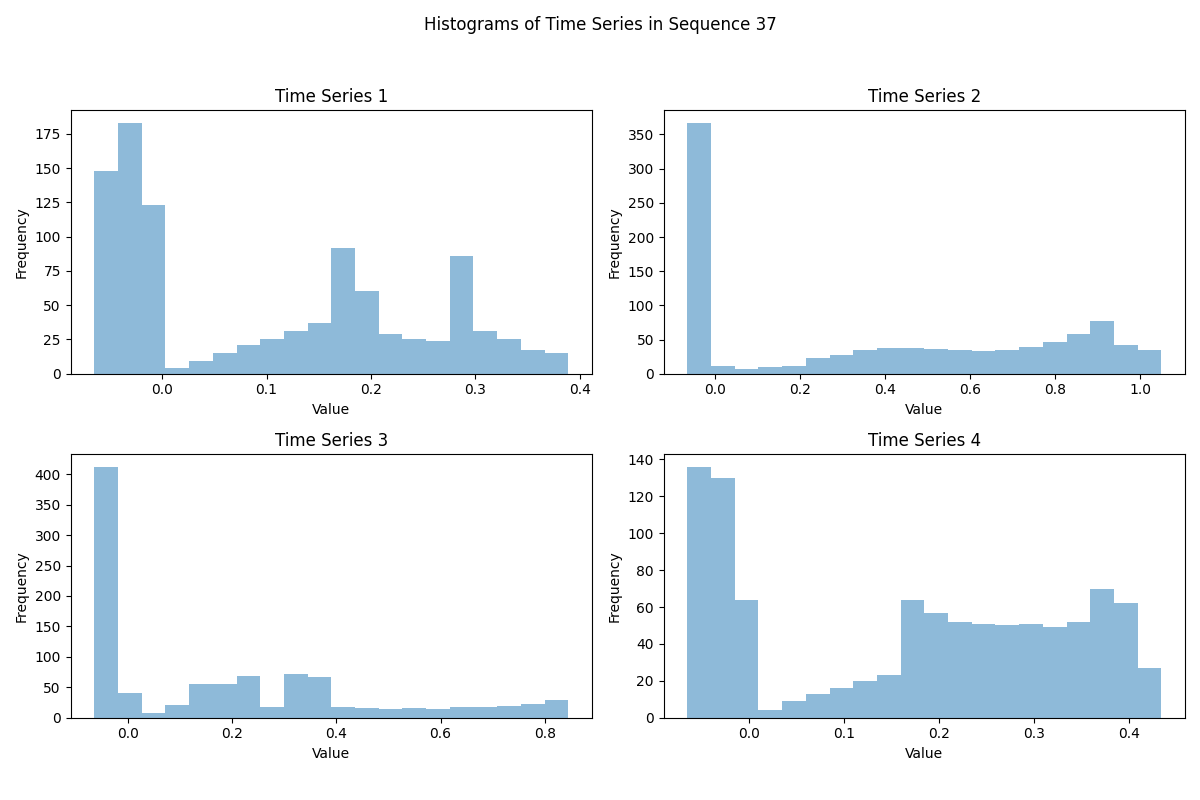 Histograms of Time Series in Sequence 37
Time Series 1
Frequency
175
150
125
100
75
50
25
0
0.0 0.1 0.2 0.3 0.4
Value
Time Series 2
Frequency
350
300
250
200
150
100
50
0
0.0 0.2 0.4 0.6 0.8 1.0
Value
Time Series 3
Frequency
400
350
300
250
200
150
100
50
0
0.0 0.2 0.4 0.6 0.8
Value
Time Series 4
Frequency
140
120
100
80
60
40
20
0
0.0 0.1 0.2 0.3 0.4
Value